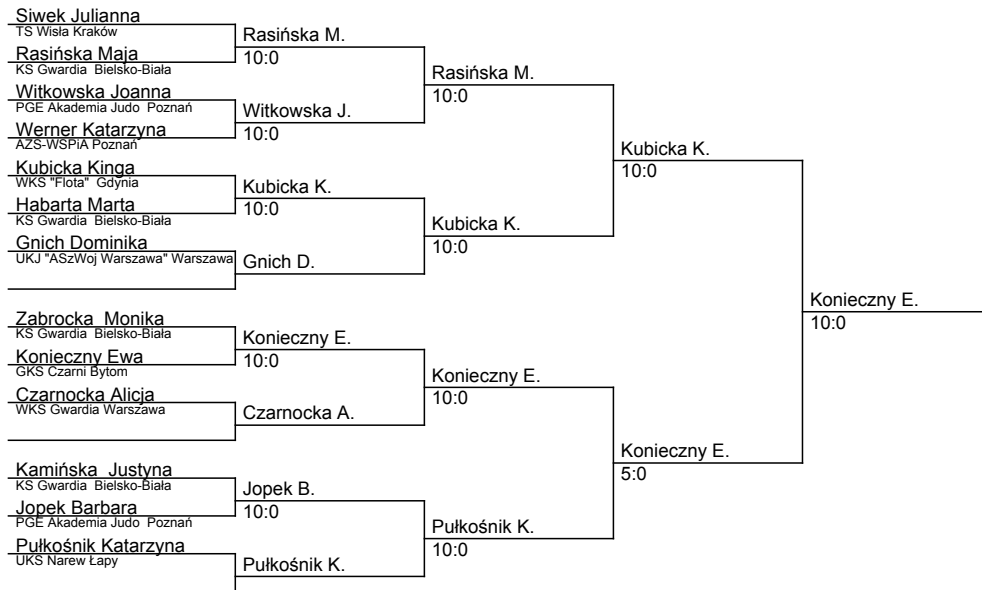 Siwek Julianna
TS Wisła Kraków
Rasińska M.
10:0
Rasińska Maja
KS Gwardia Bielsko-Biała
Rasińska M.
10:0
Witkowska Joanna
PGE Akademia Judo Poznań
Witkowska J.
10:0
Werner Katarzyna
AZS-WSPiA Poznań
Kubicka K.
10:0
Kubicka Kinga
WKS "Flota" Gdynia
Kubicka K.
10:0
Habarta Marta
KS Gwardia Bielsko-Biała
Kubicka K.
10:0
Gnich Dominika
UKJ "ASzWoj Warszawa" Warszawa
Gnich D.
Konieczny E.
10:0
Zabrocka Monika
KS Gwardia Bielsko-Biała
Konieczny E.
10:0
Konieczny Ewa
GKS Czarni Bytom
Konieczny E.
10:0
Czarnocka Alicja
WKS Gwardia Warszawa
Czarnocka A.
Konieczny E.
5:0
Kamińska Justyna
KS Gwardia Bielsko-Biała
Jopek B.
10:0
Jopek Barbara
PGE Akademia Judo Poznań
Pułkośnik K.
10:0
Pułkośnik Katarzyna
UKS Narew Łapy
Pułkośnik K.